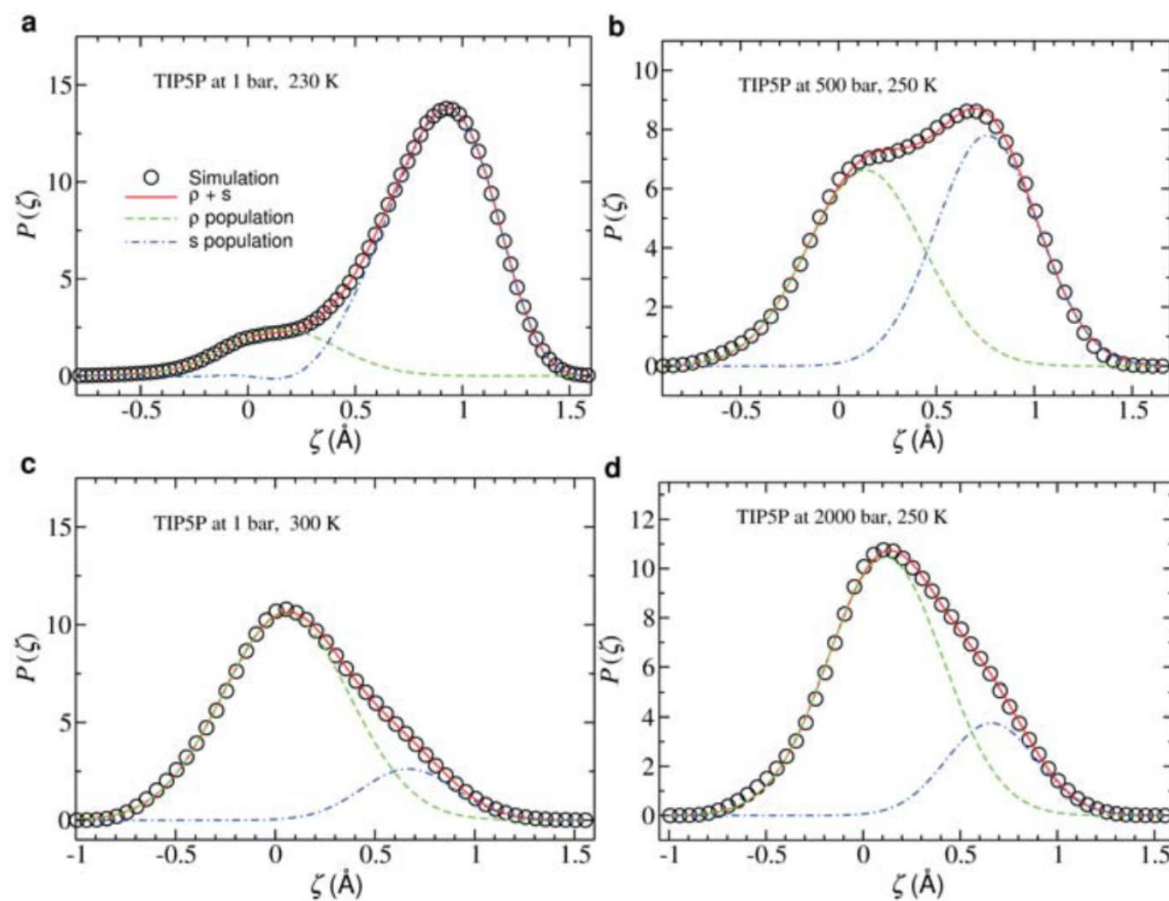 a
TIP5P at 1 bar, 230 K
Simulation
ρ + s
ρ population
s population
P(ζ)
15
10
5
0
-0.5
0
0.5
1
1.5
ζ (Å)
b
TIP5P at 500 bar, 250 K
P(ζ)
10
8
6
4
2
0
-0.5
0
0.5
1
1.5
ζ (Å)
c
TIP5P at 1 bar, 300 K
P(ζ)
15
10
5
0
-1
-0.5
0
0.5
1
1.5
ζ (Å)
d
TIP5P at 2000 bar, 250 K
P(ζ)
12
10
8
6
4
2
0
-1
-0.5
0
0.5
1
1.5
ζ (Å)